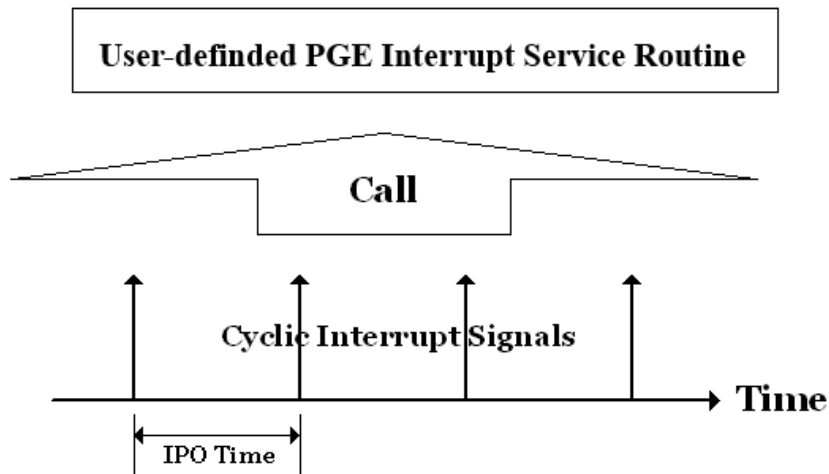 User-definded PGE Interrupt Service Routine
Call
Cyclic Interrupt Signals
Time
IPO Time